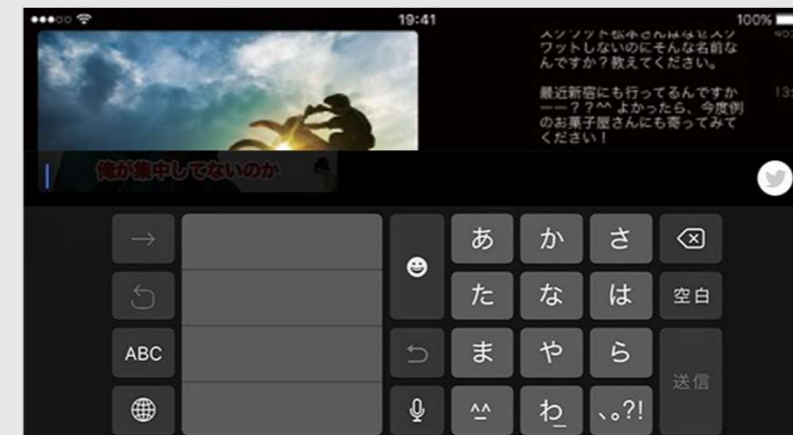 19:41
100%
スクワット松本さんはなぜスク
ワットしないのにそんな名前な
んですか？教えてください。
最近新宿にも行ってるんですか
ーー？？^^ よかったら、今度例
のお菓子屋さんにも寄ってみて
ください！
俺が集中してないのか
→
あ
か
さ
た
な
は
空白
ABC
ま
や
ら
送信
^^
わ_
、。?!